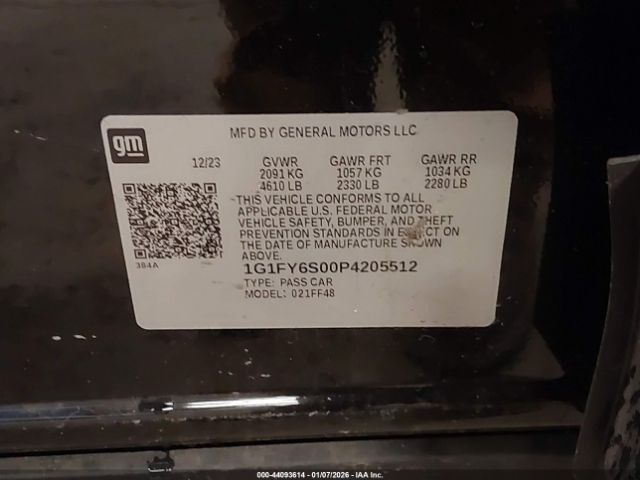 gm
MFD BY GENERAL MOTORS LLC
12/23 GVWR GAWR FRT GAWR RR
2091 KG 1057 KG 1034 KG
4610 LB 2330 LB 2280 LB
THIS VEHICLE CONFORMS TO ALL
APPLICABLE U.S. FEDERAL MOTOR
VEHICLE SAFETY, BUMPER, AND THEFT
PREVENTION STANDARDS IN EFFECT ON
THE DATE OF MANUFACTURE SHOWN
ABOVE.
384A
1G1FY6S00P4205512
TYPE: PASS CAR
MODEL: 021FF48
000-44093614 - 01/07/2026 - IAA Inc.